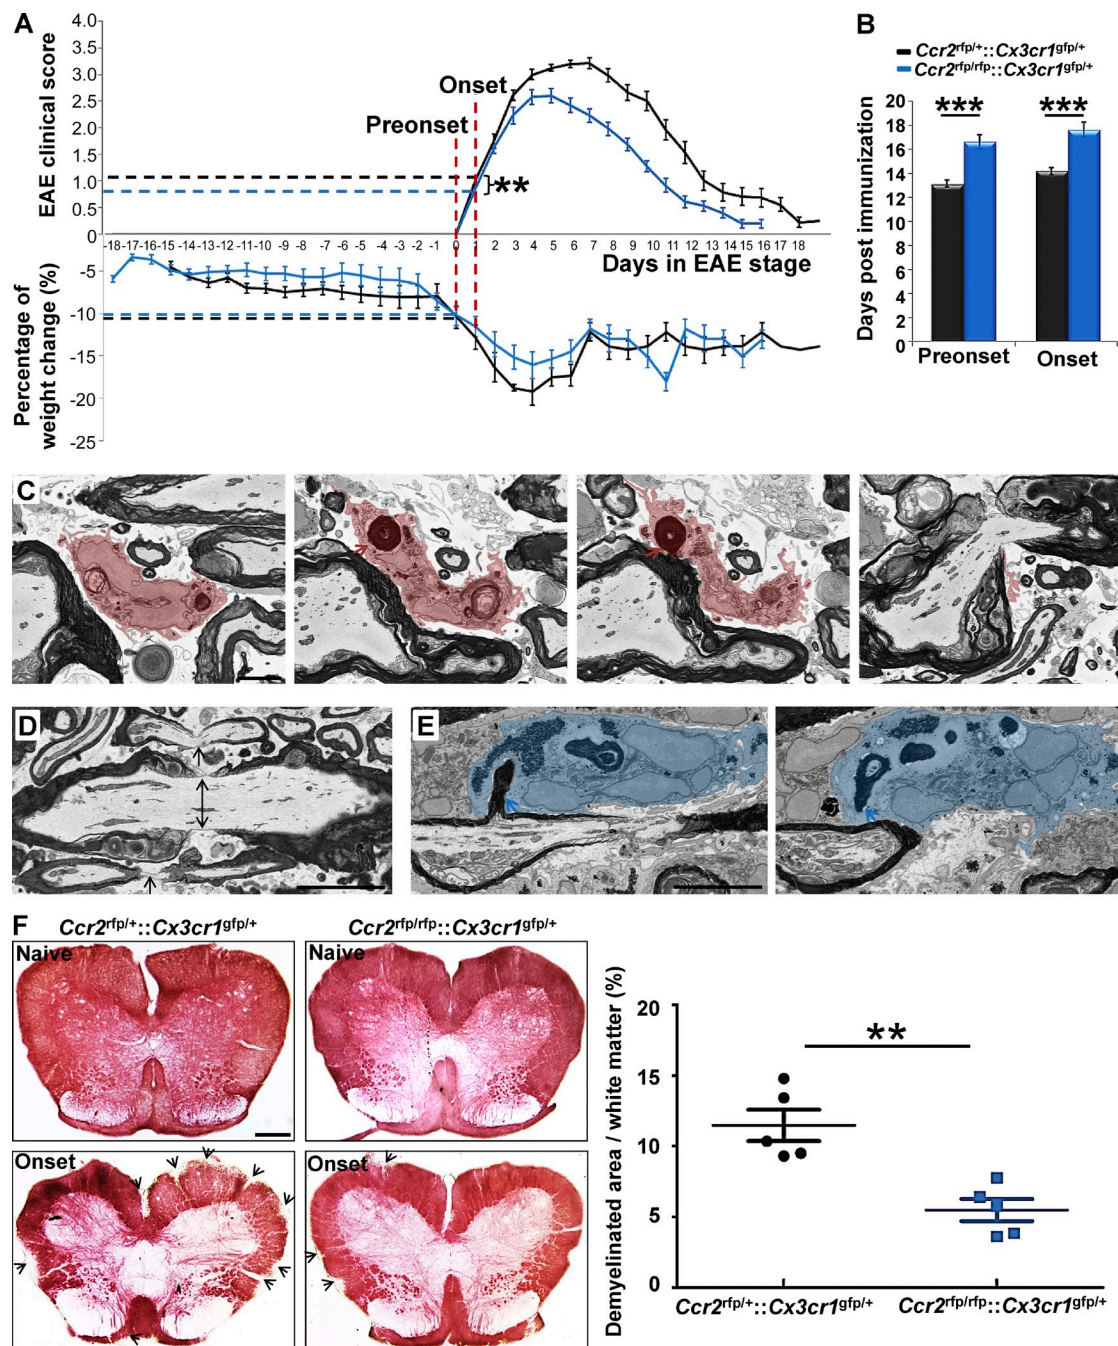 A
EAE clinical score
4.0
3.5
3.0
2.5
2.0
1.5
1.0
0.5
0
Onset
Preonset
**
-18 -17 -16 -15 -14 -13 -12 -11 -10 -9 -8 -7 -6 -5 -4 -3 -2 -1 0 1 2 3 4 5 6 7 8 9 10 11 12 13 14 15 16 17 18
Days in EAE stage
Percentage of
weight change (%)
-5
-10
-15
-20
-25
B
Ccr2rfp/+::Cx3cr1gfp/+
Ccr2rfp/rfp::Cx3cr1gfp/+
Days post immunization
20
18
16
14
12
10
8
6
4
2
0
*** ***
Preonset Onset
C
D
E
F
Ccr2rfp/+::Cx3cr1gfp/+ Ccr2rfp/rfp::Cx3cr1gfp/+
Naive Naive
Onset Onset
Demyelinated area / white matter (%)
20
15
10
5
0
**
Ccr2rfp/+::Cx3cr1gfp/+ Ccr2rfp/rfp::Cx3cr1gfp/+